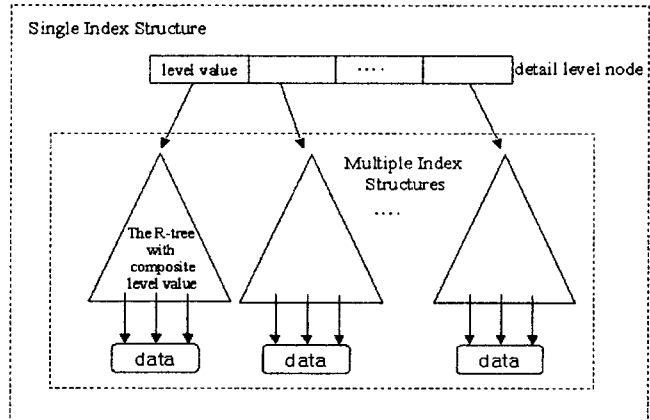 Single Index Structure
level value
....
detail level node
Multiple Index
Structures
....
The R-tree
with
composite
level value
data
data
data